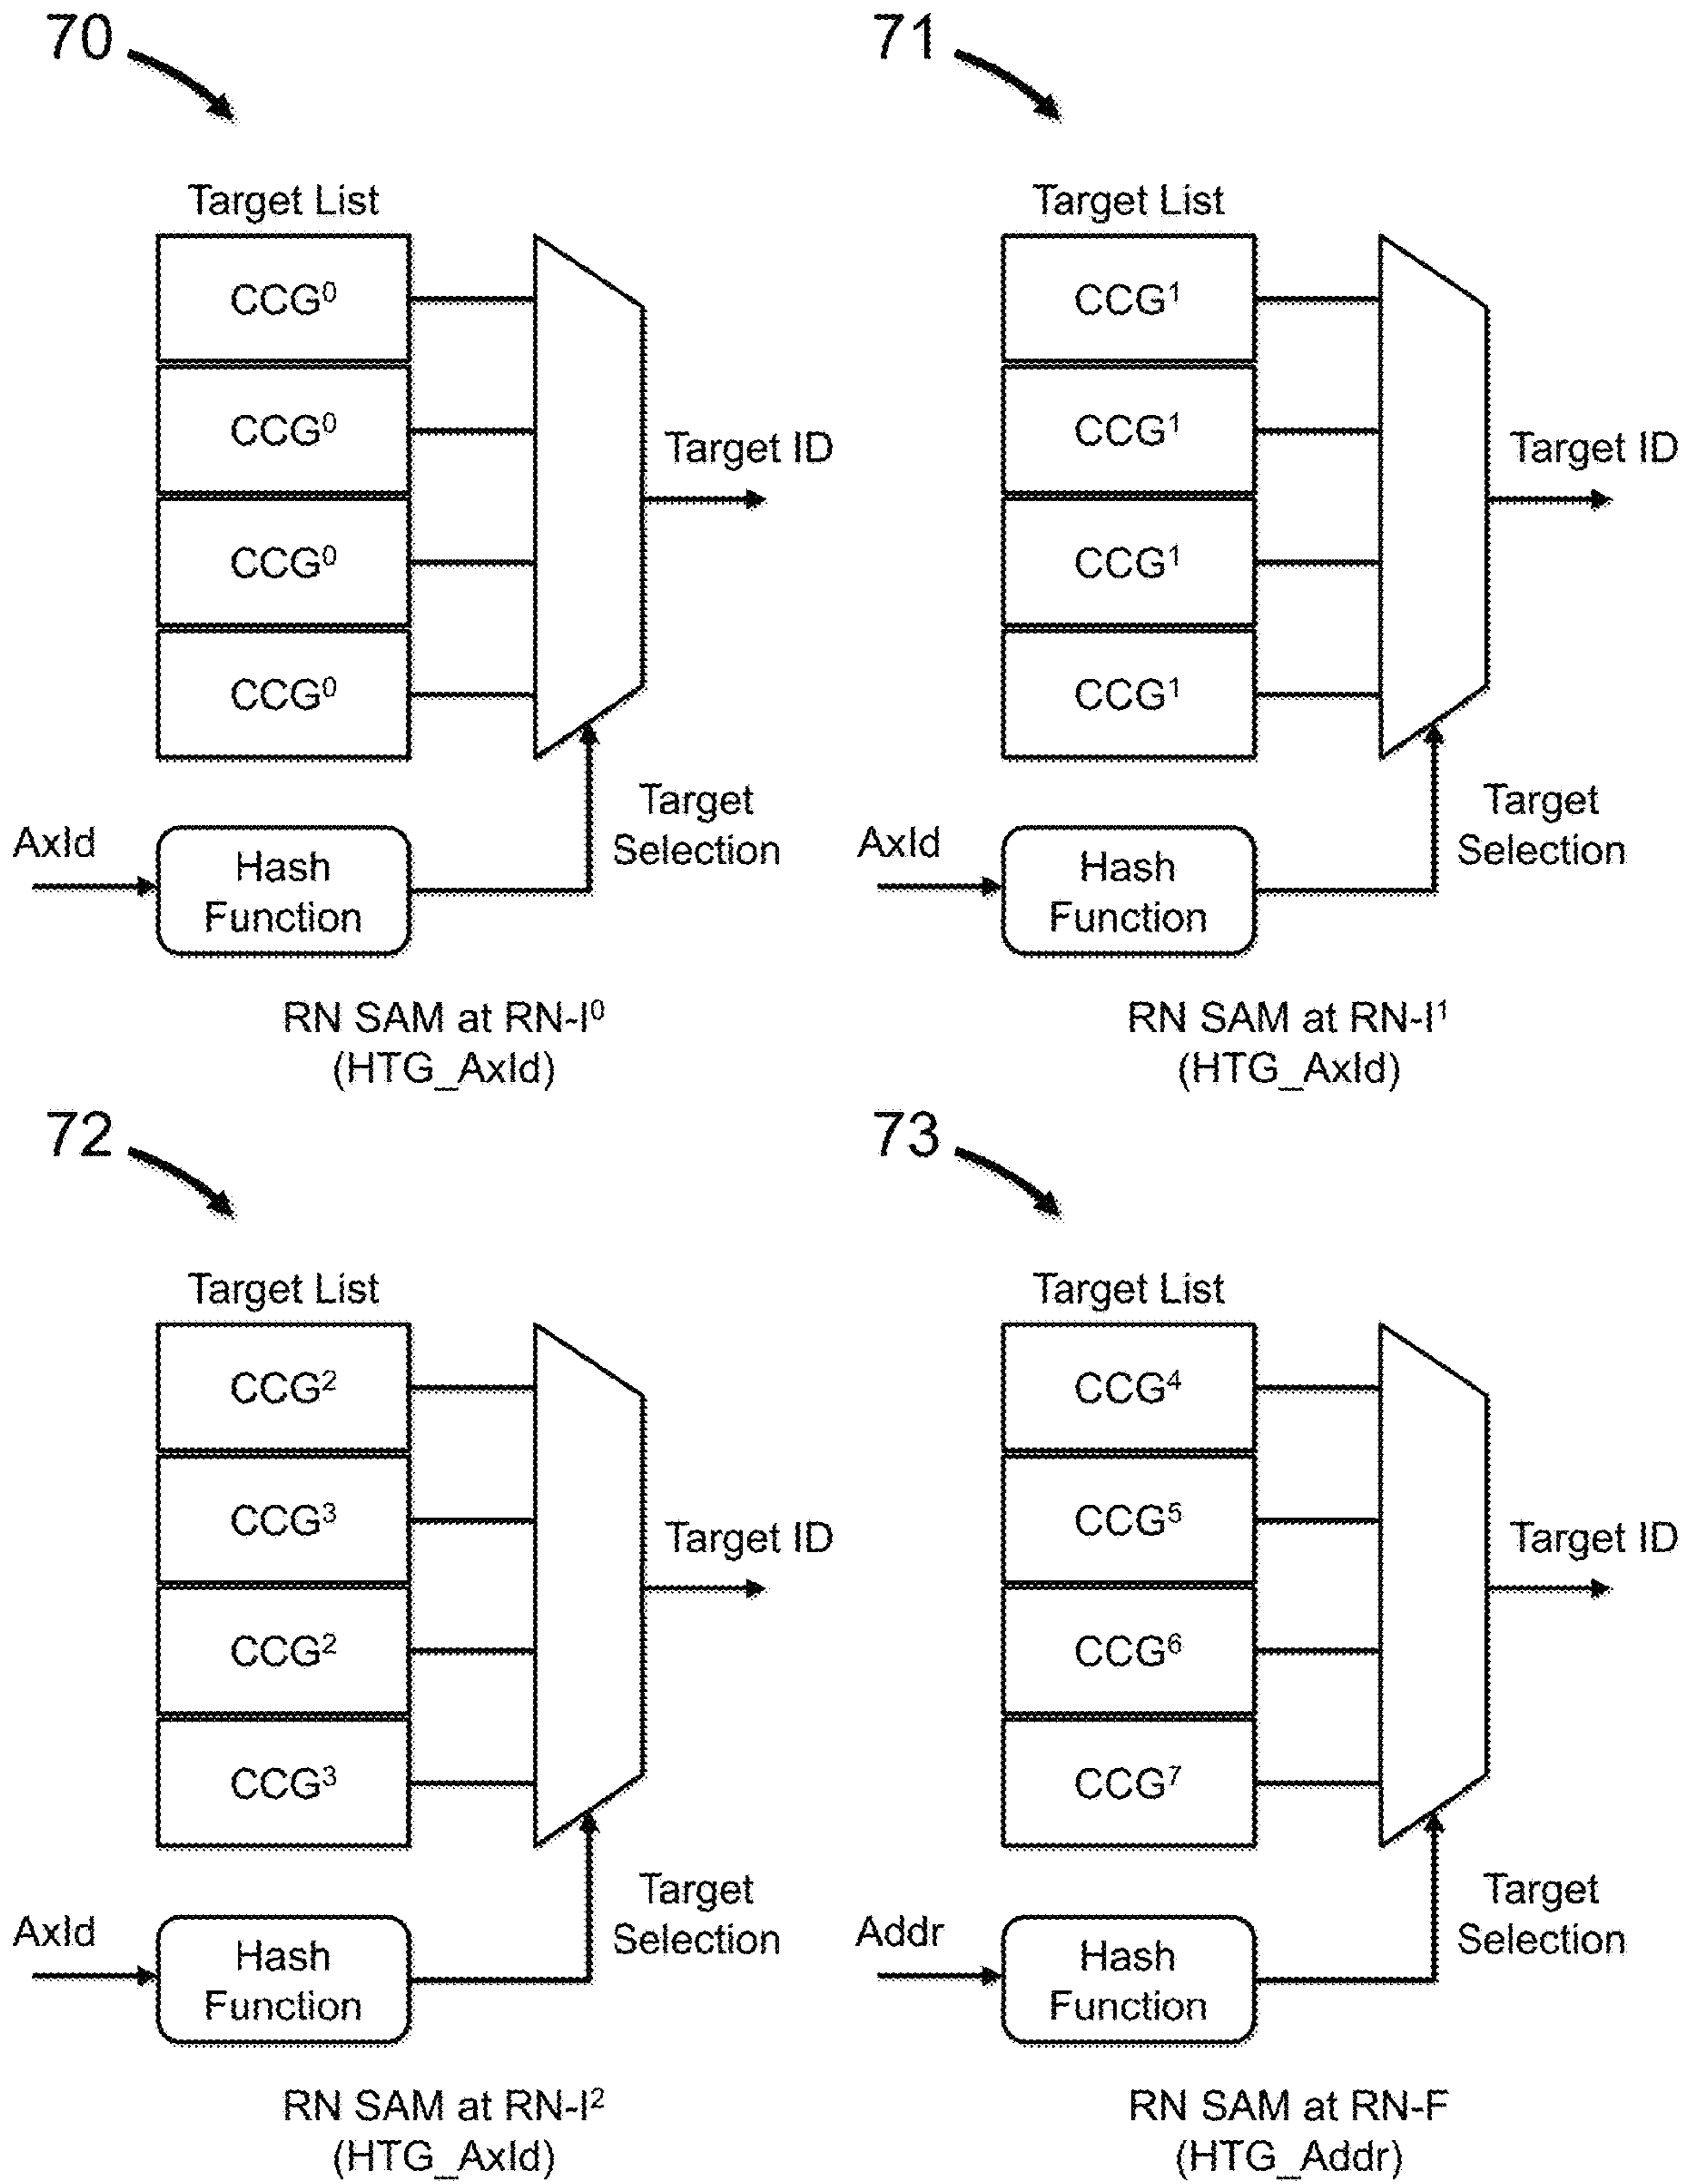 70
Target List
CCG⁰
CCG⁰
CCG⁰
CCG⁰
Target ID
Target
Selection
AxId
Hash
Function
RN SAM at RN-I⁰
(HTG_AxId)
71
Target List
CCG¹
CCG¹
CCG¹
CCG¹
Target ID
Target
Selection
AxId
Hash
Function
RN SAM at RN-I¹
(HTG_AxId)
72
Target List
CCG²
CCG³
CCG²
CCG³
Target ID
Target
Selection
AxId
Hash
Function
RN SAM at RN-I²
(HTG_AxId)
73
Target List
CCG⁴
CCG⁵
CCG⁶
CCG⁷
Target ID
Target
Selection
Addr
Hash
Function
RN SAM at RN-F
(HTG_Addr)